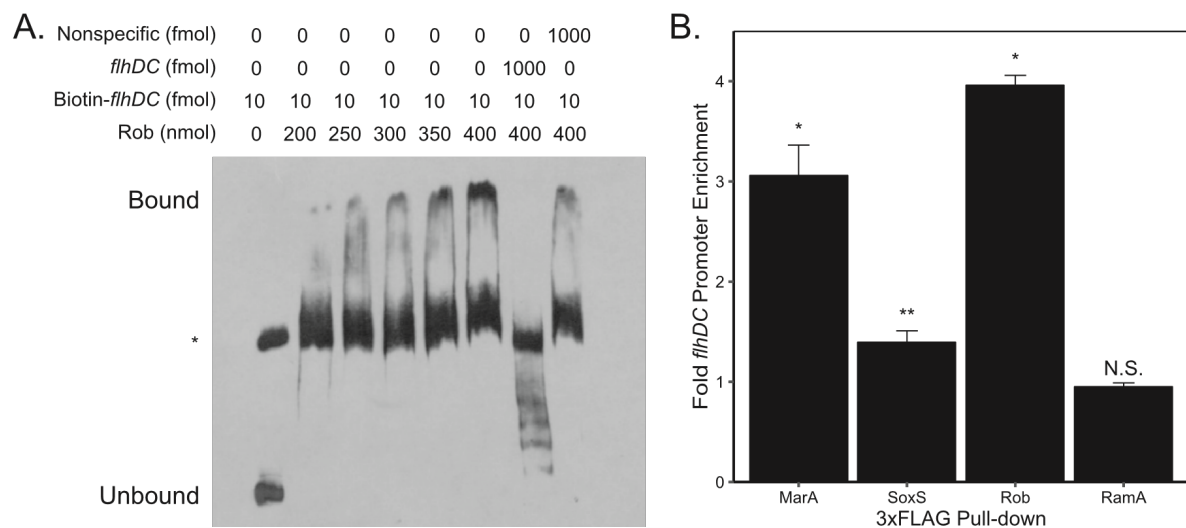 A.
Nonspecific (fmol) 0 0 0 0 0 0 0 1000
flhDC (fmol) 0 0 0 0 0 0 1000 0
Biotin-flhDC (fmol) 10 10 10 10 10 10 10 10
Rob (nmol) 0 200 250 300 350 400 400 400
Bound
*
Unbound
B.
Fold flhDC Promoter Enrichment
4
3
2
1
0
*
**
*
N.S.
MarA SoxS Rob RamA
3xFLAG Pull-down